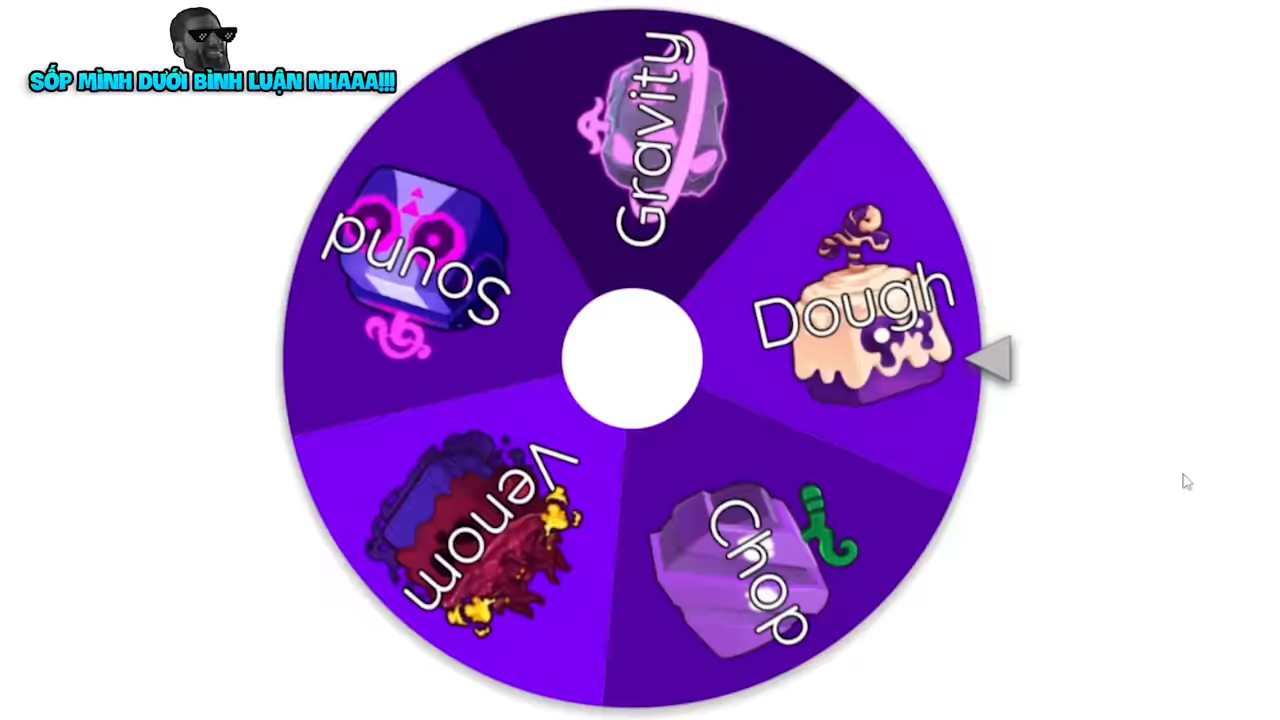 SỐP MÌNH DƯỚI BÌNH LUẬN NHAAA!!!
Gravity
Dough
Sound
Venom
Chop